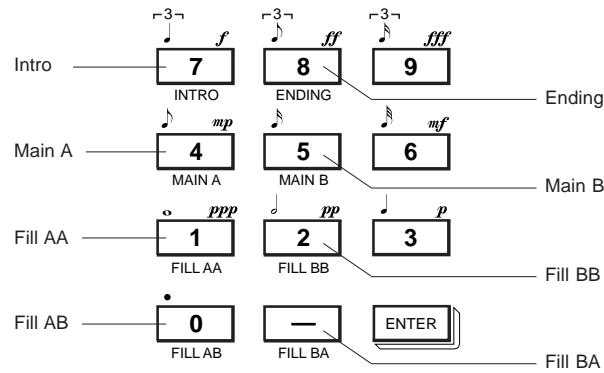 3 3 3
f ff fff
Intro 7 8 9
INTRO ENDING
Ending
mp mf
Main A 4 5 6
MAIN A MAIN B
Main B
ppp pp p
Fill AA 1 2 3
FILL AA FILL BB
Fill BB
Fill AB 0 — ENTER
FILL AB FILL BA
Fill BA